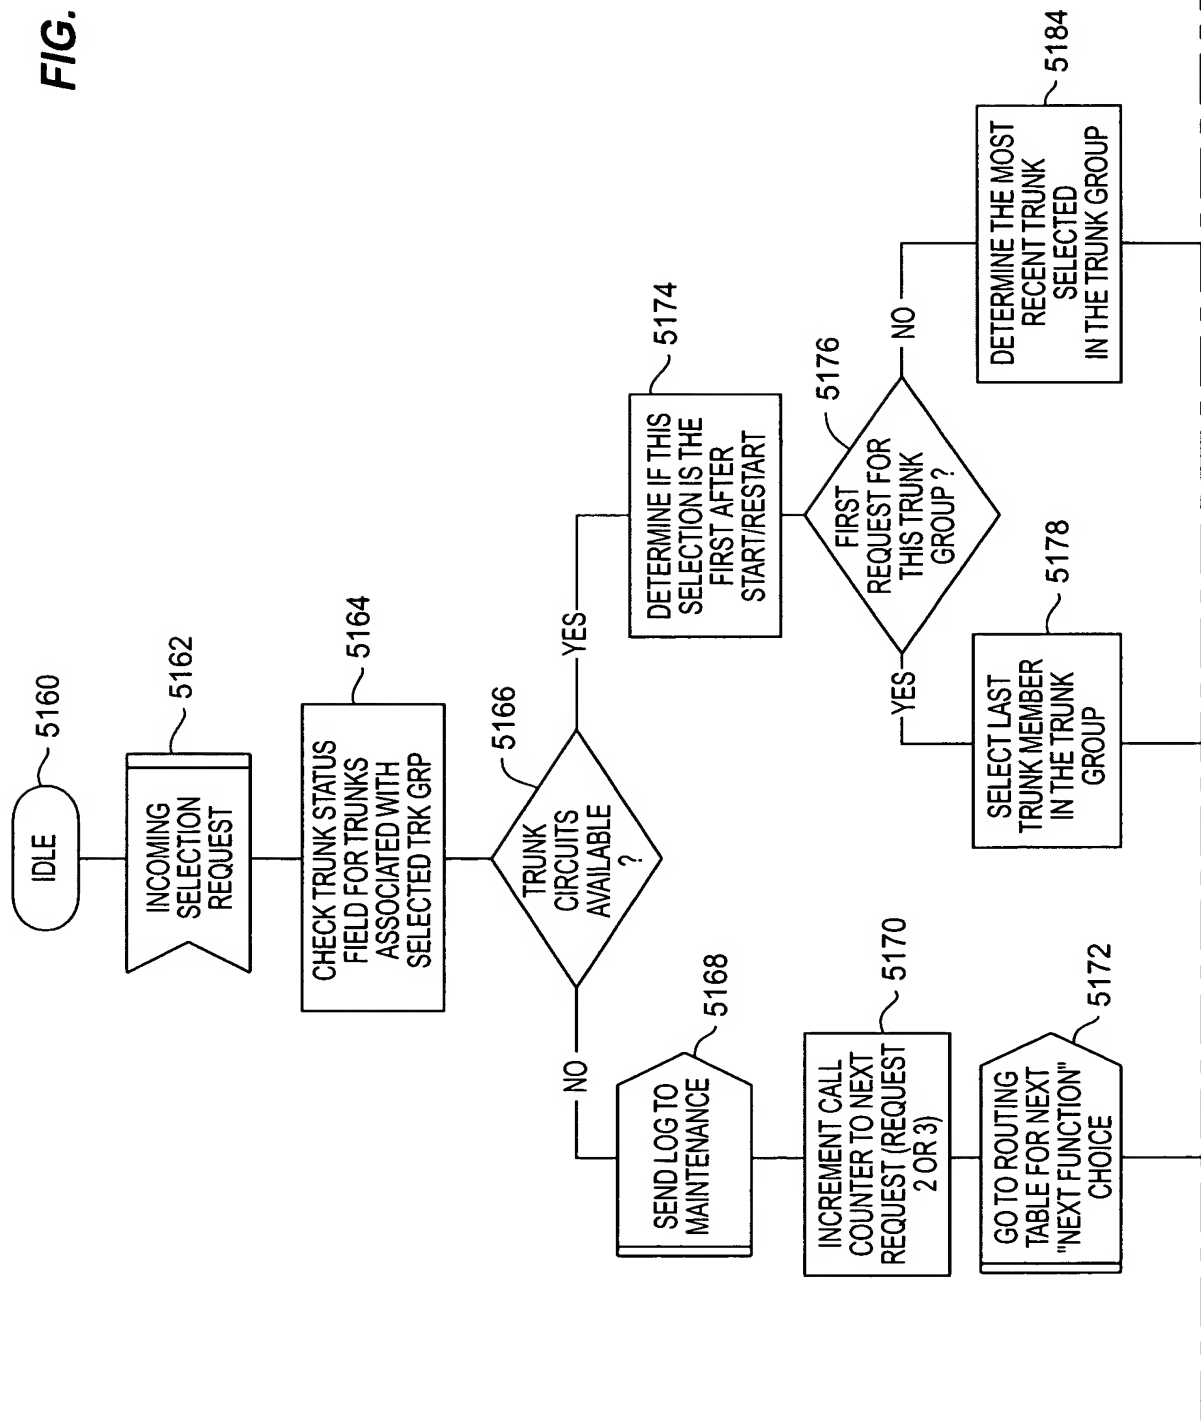 FIG.
IDLE
5160
INCOMING
SELECTION
REQUEST
5162
CHECK TRUNK STATUS
FIELD FOR TRUNKS
ASSOCIATED WITH
SELECTED TRK GRP
5164
TRUNK
CIRCUITS
AVAILABLE
?
5166
NO
YES
SEND LOG TO
MAINTENANCE
5168
INCREMENT CALL
COUNTER TO NEXT
REQUEST (REQUEST
2 OR 3)
5170
GO TO ROUTING
TABLE FOR NEXT
"NEXT FUNCTION"
CHOICE
5172
DETERMINE IF THIS
SELECTION IS THE
FIRST AFTER
START/RESTART
5174
FIRST
REQUEST FOR
THIS TRUNK
GROUP ?
5176
YES
NO
SELECT LAST
TRUNK MEMBER
IN THE TRUNK
GROUP
5178
DETERMINE THE MOST
RECENT TRUNK
SELECTED
IN THE TRUNK GROUP
5184